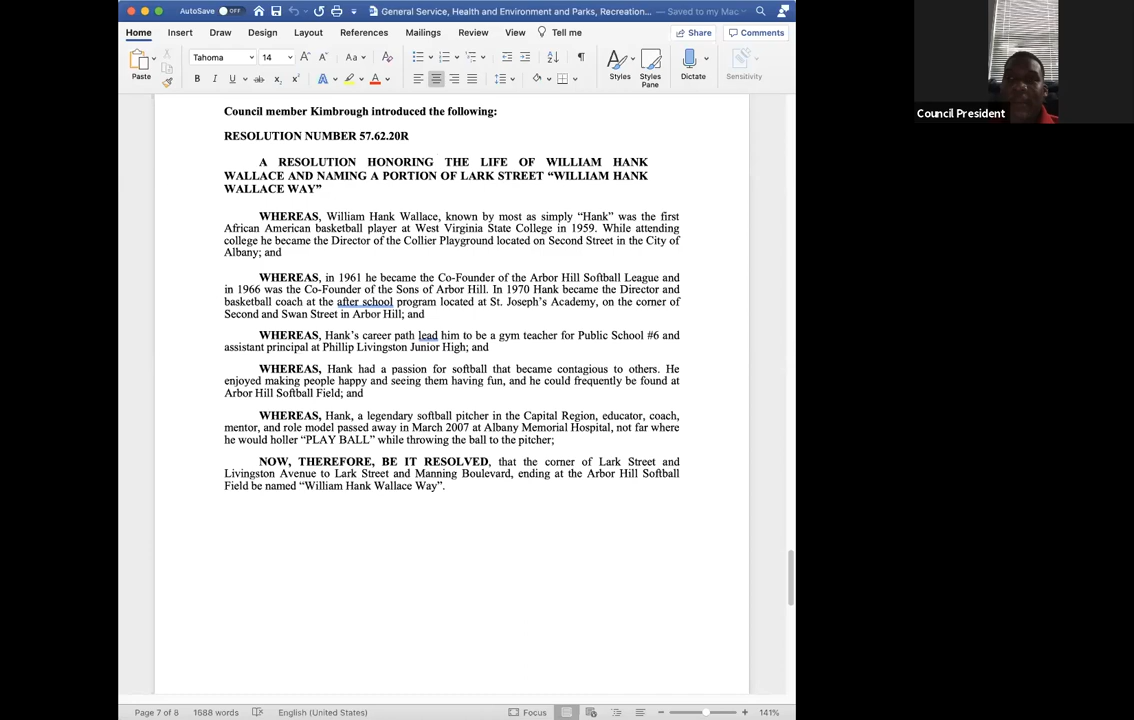 AutoSave OFF General Service, Health and Environment and Parks, Recreation... — Saved to my Mac
Home Insert Draw Design Layout References Mailings Review View Tell me Share Comments
Paste Tahoma 14 Aa Styles Styles Pane Dictate Sensitivity
Council member Kimbrough introduced the following:
RESOLUTION NUMBER 57.62.20R
A RESOLUTION HONORING THE LIFE OF WILLIAM HANK
WALLACE AND NAMING A PORTION OF LARK STREET “WILLIAM HANK
WALLACE WAY”
WHEREAS, William Hank Wallace, known by most as simply “Hank” was the first
African American basketball player at West Virginia State College in 1959. While attending
college he became the Director of the Collier Playground located on Second Street in the City of
Albany; and
WHEREAS, in 1961 he became the Co-Founder of the Arbor Hill Softball League and
in 1966 was the Co-Founder of the Sons of Arbor Hill. In 1970 Hank became the Director and
basketball coach at the after school program located at St. Joseph’s Academy, on the corner of
Second and Swan Street in Arbor Hill; and
WHEREAS, Hank’s career path lead him to be a gym teacher for Public School #6 and
assistant principal at Phillip Livingston Junior High; and
WHEREAS, Hank had a passion for softball that became contagious to others. He
enjoyed making people happy and seeing them having fun, and he could frequently be found at
Arbor Hill Softball Field; and
WHEREAS, Hank, a legendary softball pitcher in the Capital Region, educator, coach,
mentor, and role model passed away in March 2007 at Albany Memorial Hospital, not far where
he would holler “PLAY BALL” while throwing the ball to the pitcher;
NOW, THEREFORE, BE IT RESOLVED, that the corner of Lark Street and
Livingston Avenue to Lark Street and Manning Boulevard, ending at the Arbor Hill Softball
Field be named “William Hank Wallace Way”.
Page 7 of 8 1688 words English (United States) Focus 141%
Council President